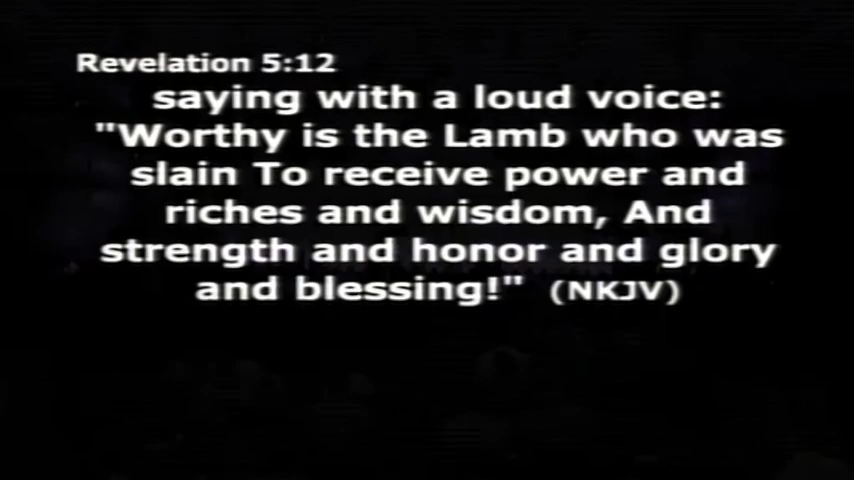 Revelation 5:12
saying with a loud voice:
"Worthy is the Lamb who was
slain To receive power and
riches and wisdom, And
strength and honor and glory
and blessing!" (NKJV)